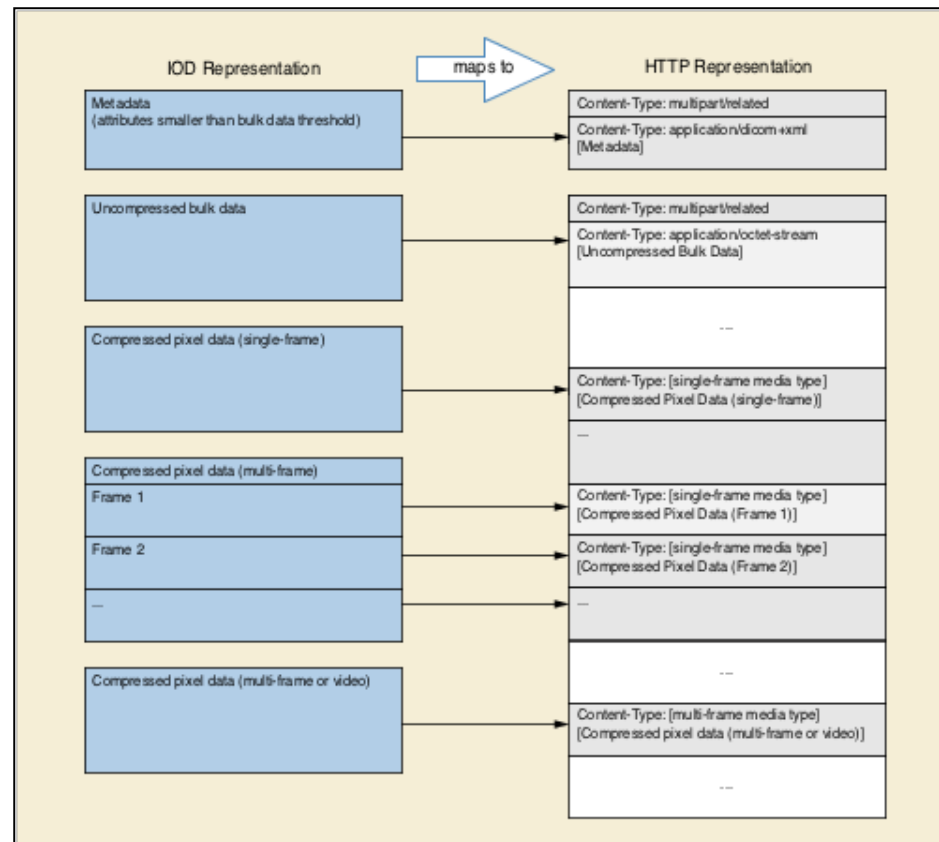 IOD Representation
maps to
HTTP Representation
Metadata
(attributes smaller than bulk data threshold)
Content-Type: multipart/related
Content-Type: application/dicom+xml
[Metadata]
Uncompressed bulk data
Content-Type: multipart/related
Content-Type: application/octet-stream
[Uncompressed Bulk Data]
...
Compressed pixel data (single-frame)
Content-Type: [single-frame media type]
[Compressed Pixel Data (single-frame)]
...
Compressed pixel data (multi-frame)
Frame 1
Content-Type: [single-frame media type]
[Compressed Pixel Data (Frame 1)]
Frame 2
Content-Type: [single-frame media type]
[Compressed Pixel Data (Frame 2)]
...
...
...
Compressed pixel data (multi-frame or video)
Content-Type: [multi-frame media type]
[Compressed pixel data (multi-frame or video)]
...